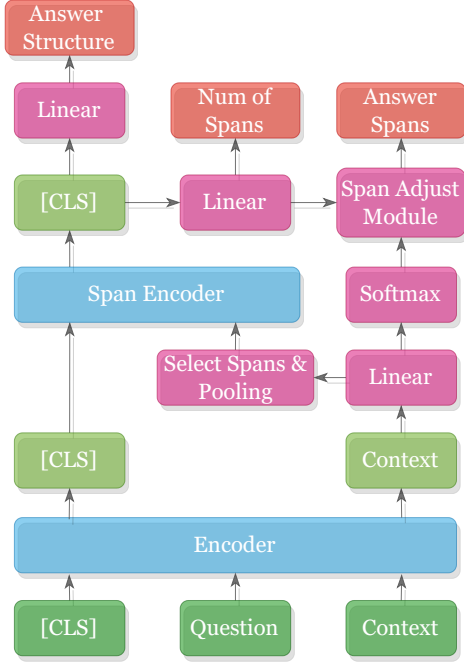 Answer
Structure
Linear
Num of
Spans
Answer
Spans
[CLS]
Linear
Span Adjust
Module
Span Encoder
Softmax
Select Spans &
Pooling
Linear
[CLS]
Context
Encoder
[CLS]
Question
Context